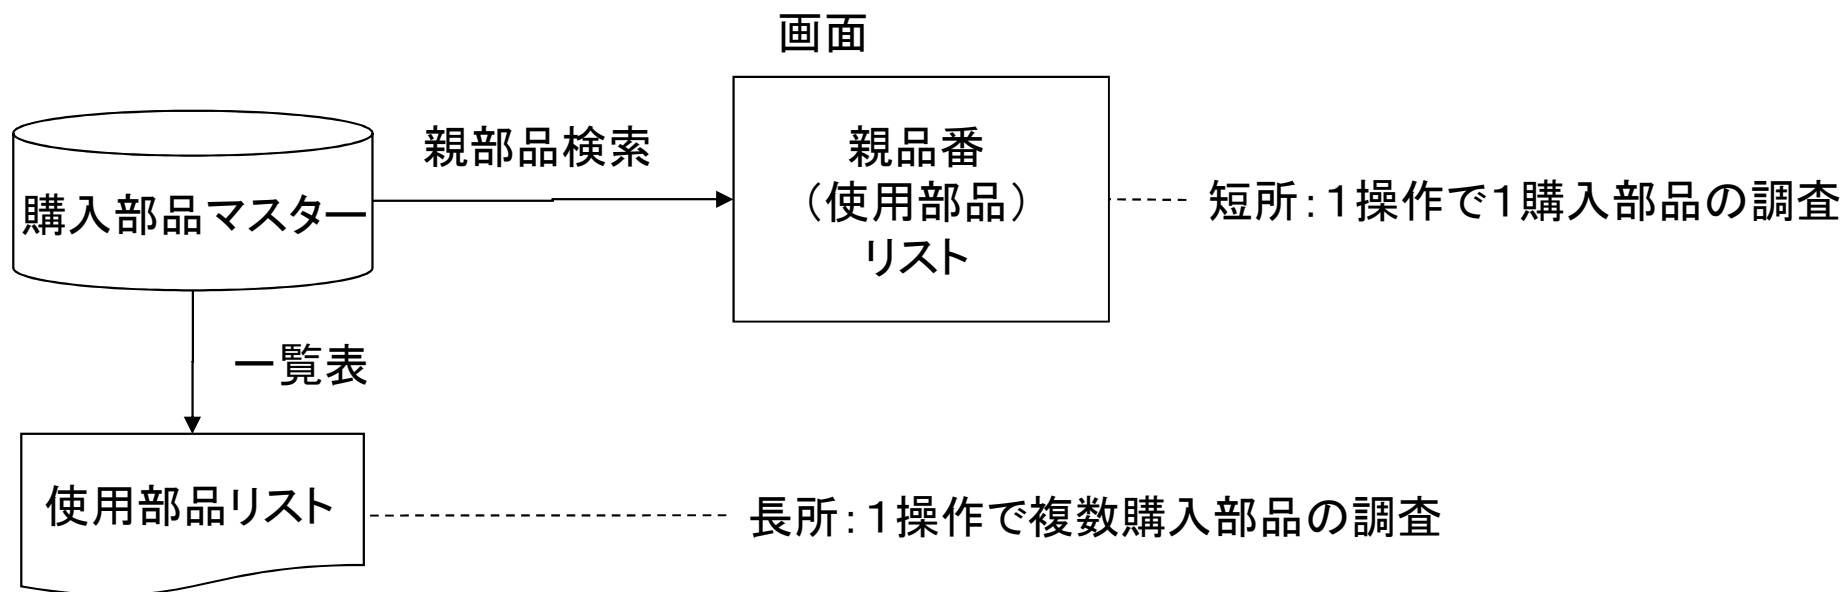 画面
親部品検索
購入部品マスター
親品番
(使用部品)
リスト
短所:1操作で1購入部品の調査
一覧表
使用部品リスト
長所:1操作で複数購入部品の調査